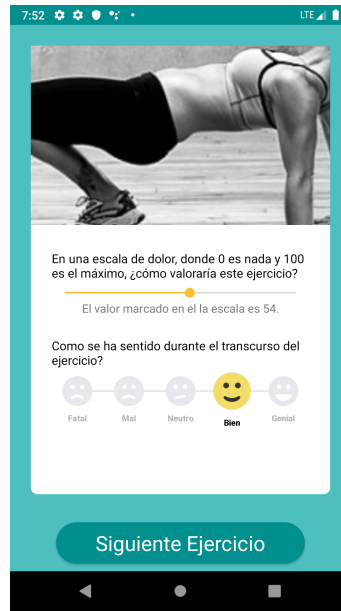 7:52
LTE
En una escala de dolor, donde 0 es nada y 100
es el máximo, ¿cómo valoraría este ejercicio?
El valor marcado en el la escala es 54.
Como se ha sentido durante el transcurso del
ejercicio?
Fatal Mal Neutro Bien Genial
Siguiente Ejercicio